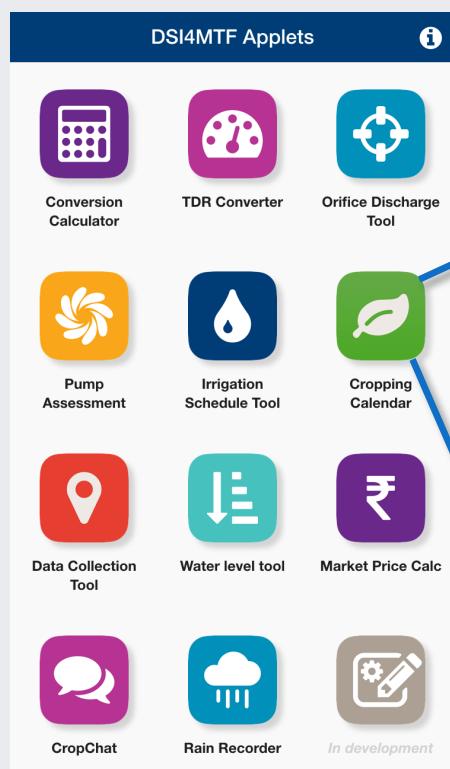 DSI4MTF Applets
Conversion
Calculator
TDR Converter
Orifice Discharge
Tool
Pump
Assessment
Irrigation
Schedule Tool
Cropping
Calendar
Data Collection
Tool
Water level tool
₹
Market Price Calc
CropChat
Rain Recorder
In development